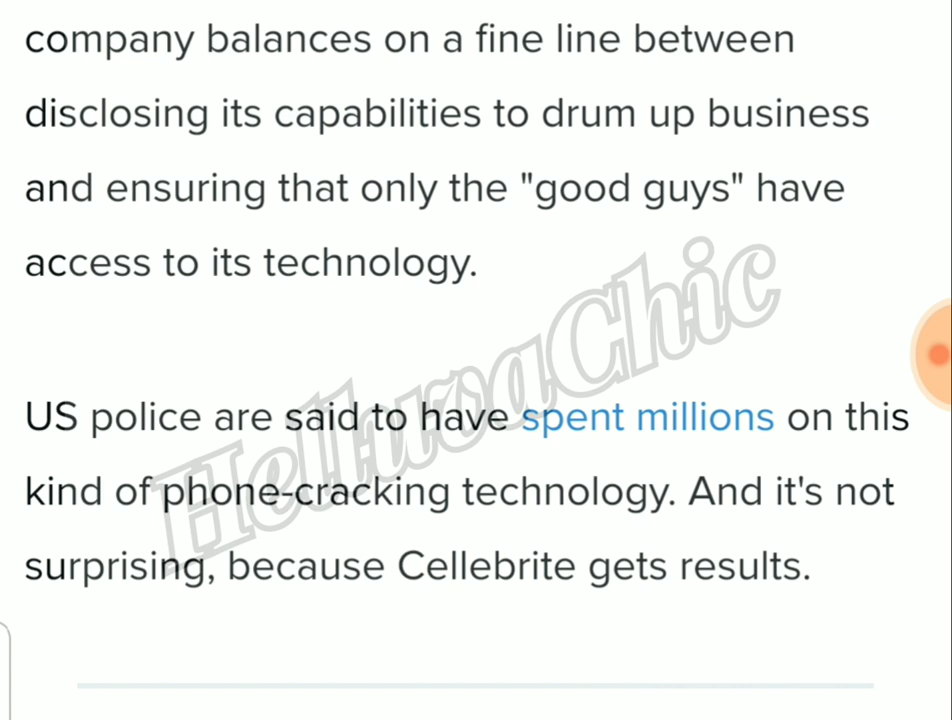 company balances on a fine line between
disclosing its capabilities to drum up business
and ensuring that only the "good guys" have
access to its technology.
US police are said to have spent millions on this
kind of phone-cracking technology. And it's not
surprising, because Cellebrite gets results.
HelluvaChic